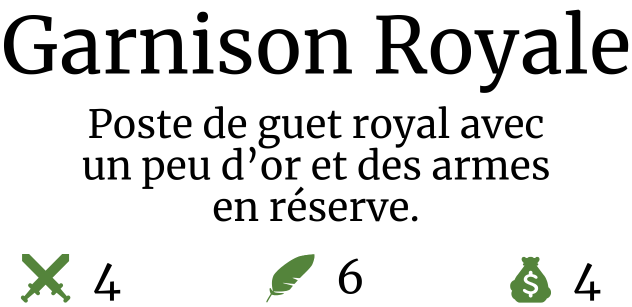 Garnison Royale
Poste de guet royal avec
un peu d’or et des armes
en réserve.
4 6 4